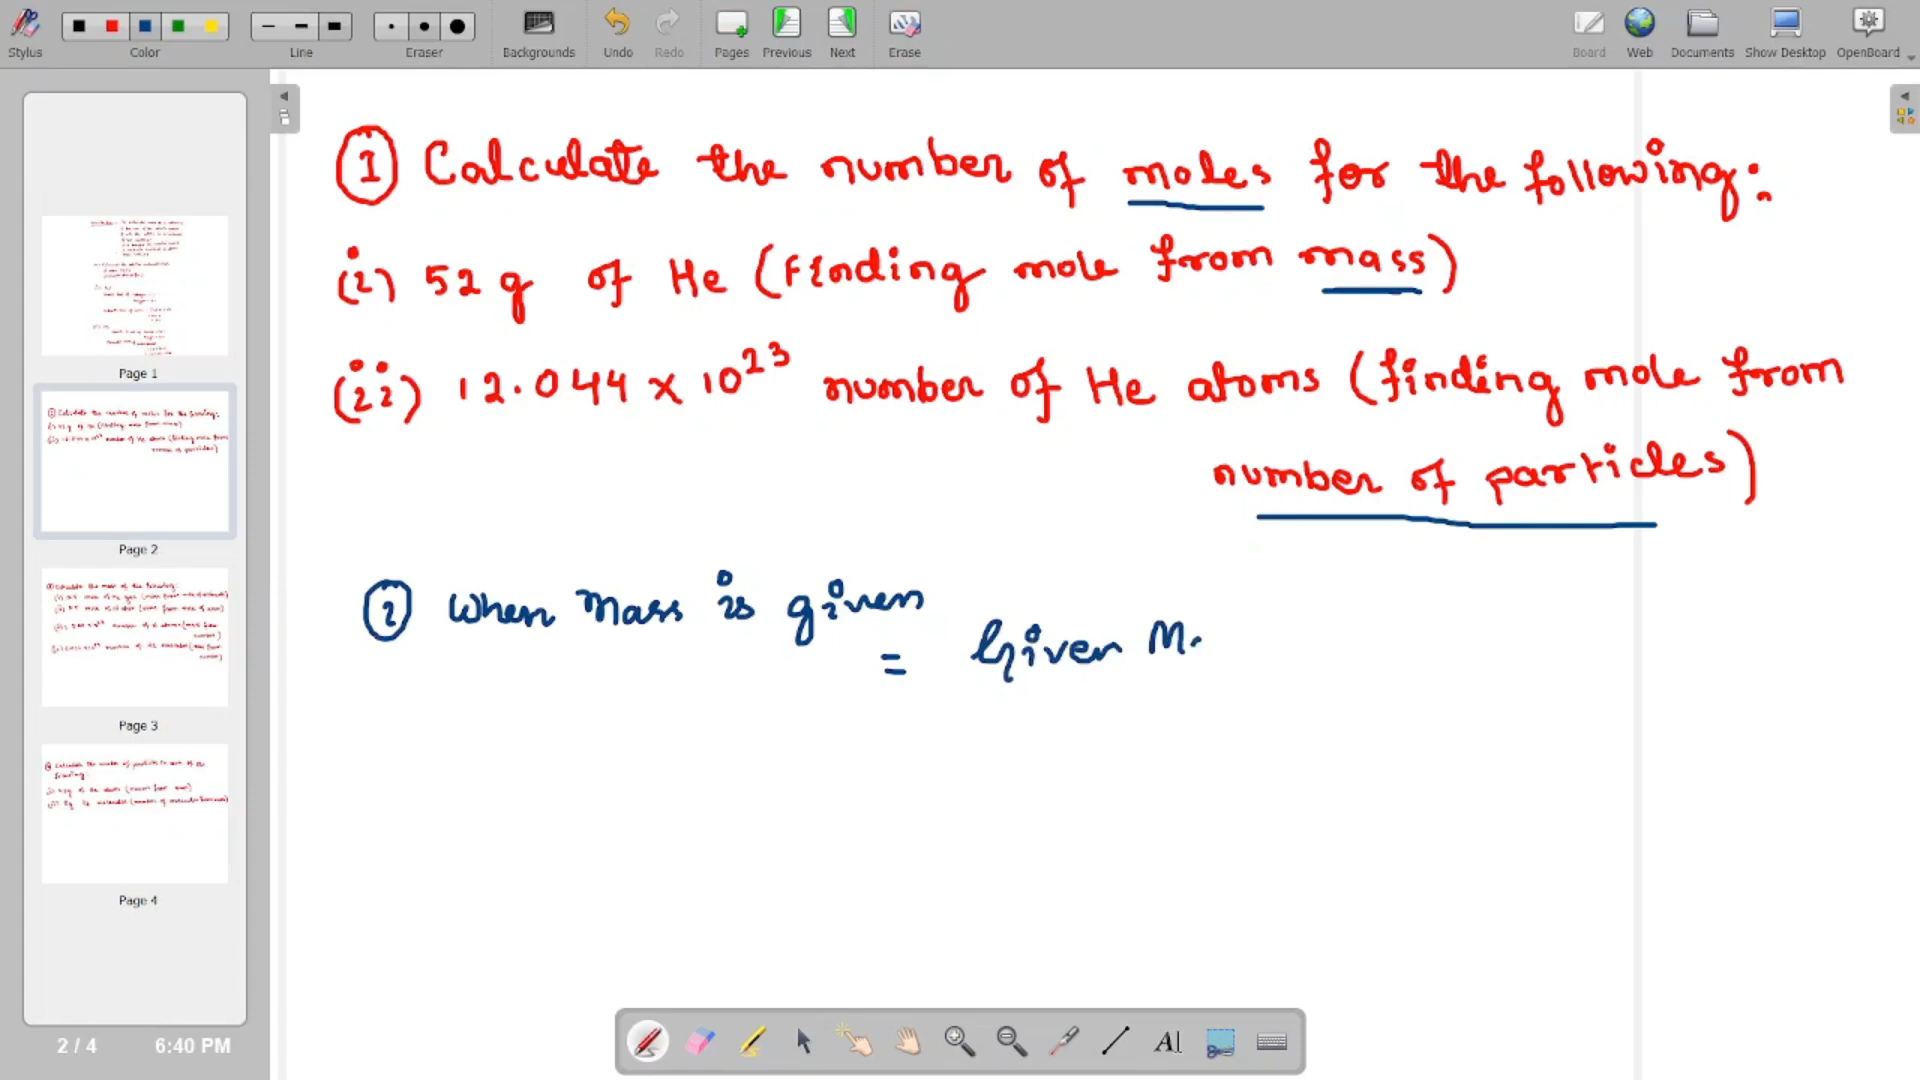 Stylus
Color
Line
Eraser
Backgrounds
Undo
Redo
Pages
Previous
Next
Erase
Board
Web
Documents
Show Desktop
OpenBoard
Page 1
Page 2
Page 3
Page 4
2 / 4 6:40 PM
① Calculate the number of moles for the following:
(i) 52 g of He (Finding mole from mass)
(ii) 12.044 × 10²³ number of He atoms (finding mole from
number of particles)
① When mass is given
= Given M.
AI